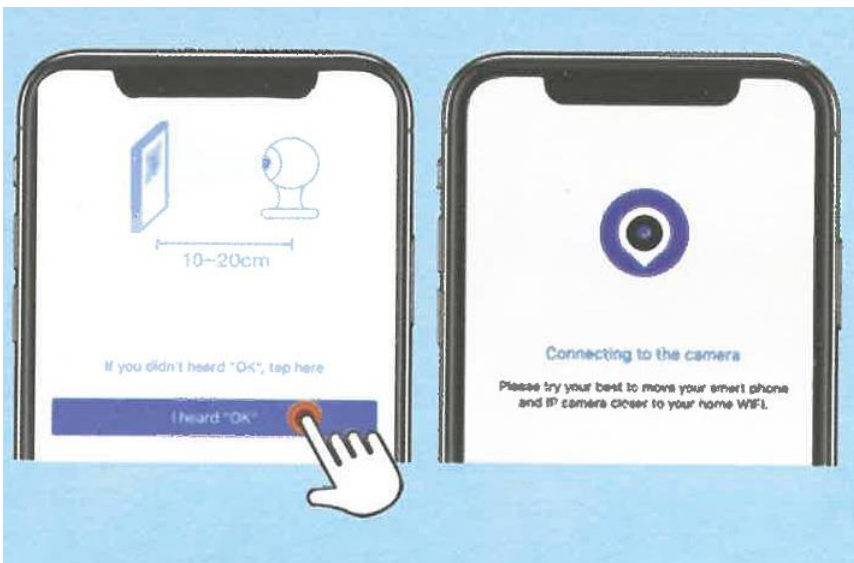 10~20cm
If you didn't heard "OK", tap here
I heard "OK"
Connecting to the camera
Please try your best to move your smart phone
and IP camera closer to your home WIFI.